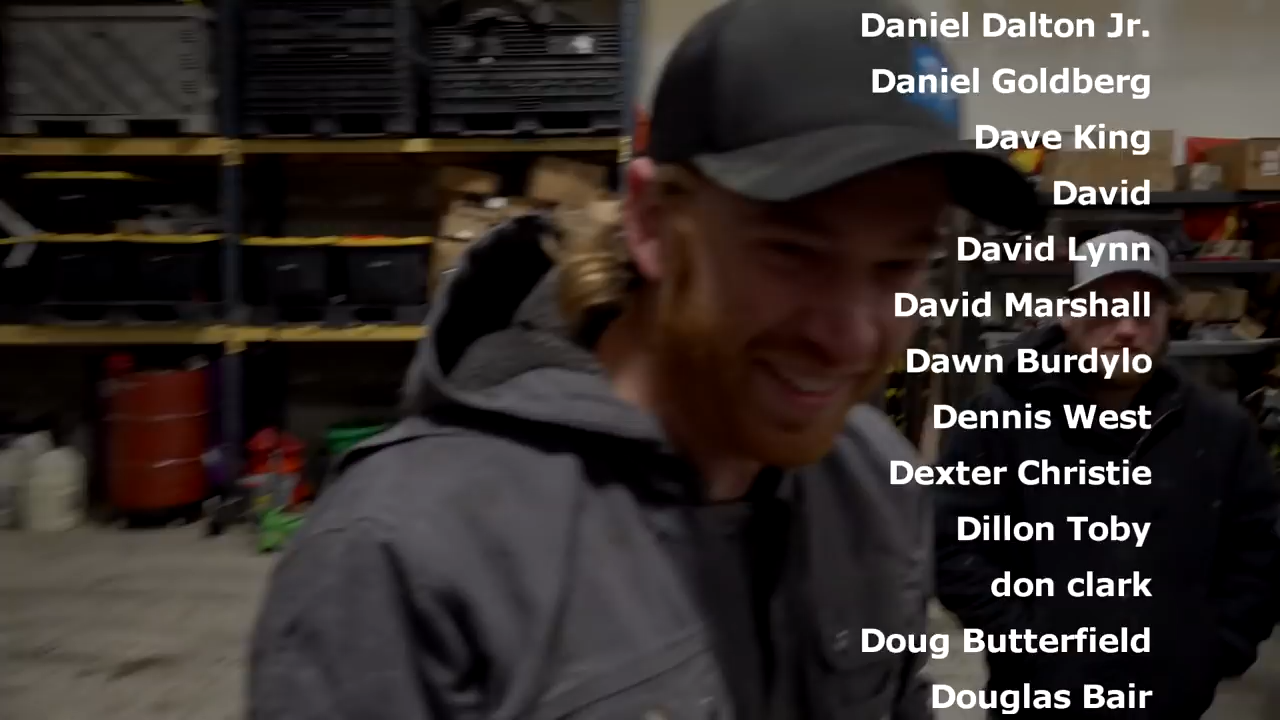 Daniel Dalton Jr.
Daniel Goldberg
Dave King
David
David Lynn
David Marshall
Dawn Burdylo
Dennis West
Dexter Christie
Dillon Toby
don clark
Doug Butterfield
Douglas Bair